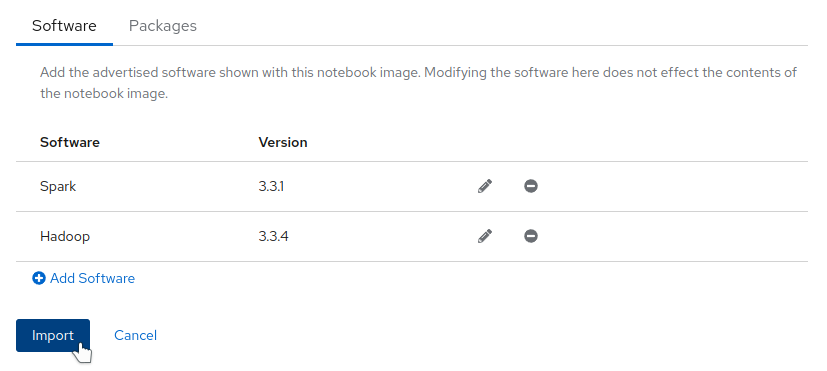 Software Packages
Add the advertised software shown with this notebook image. Modifying the software here does not effect the contents of
the notebook image.
Software Version
Spark 3.3.1
Hadoop 3.3.4
Add Software
Import Cancel